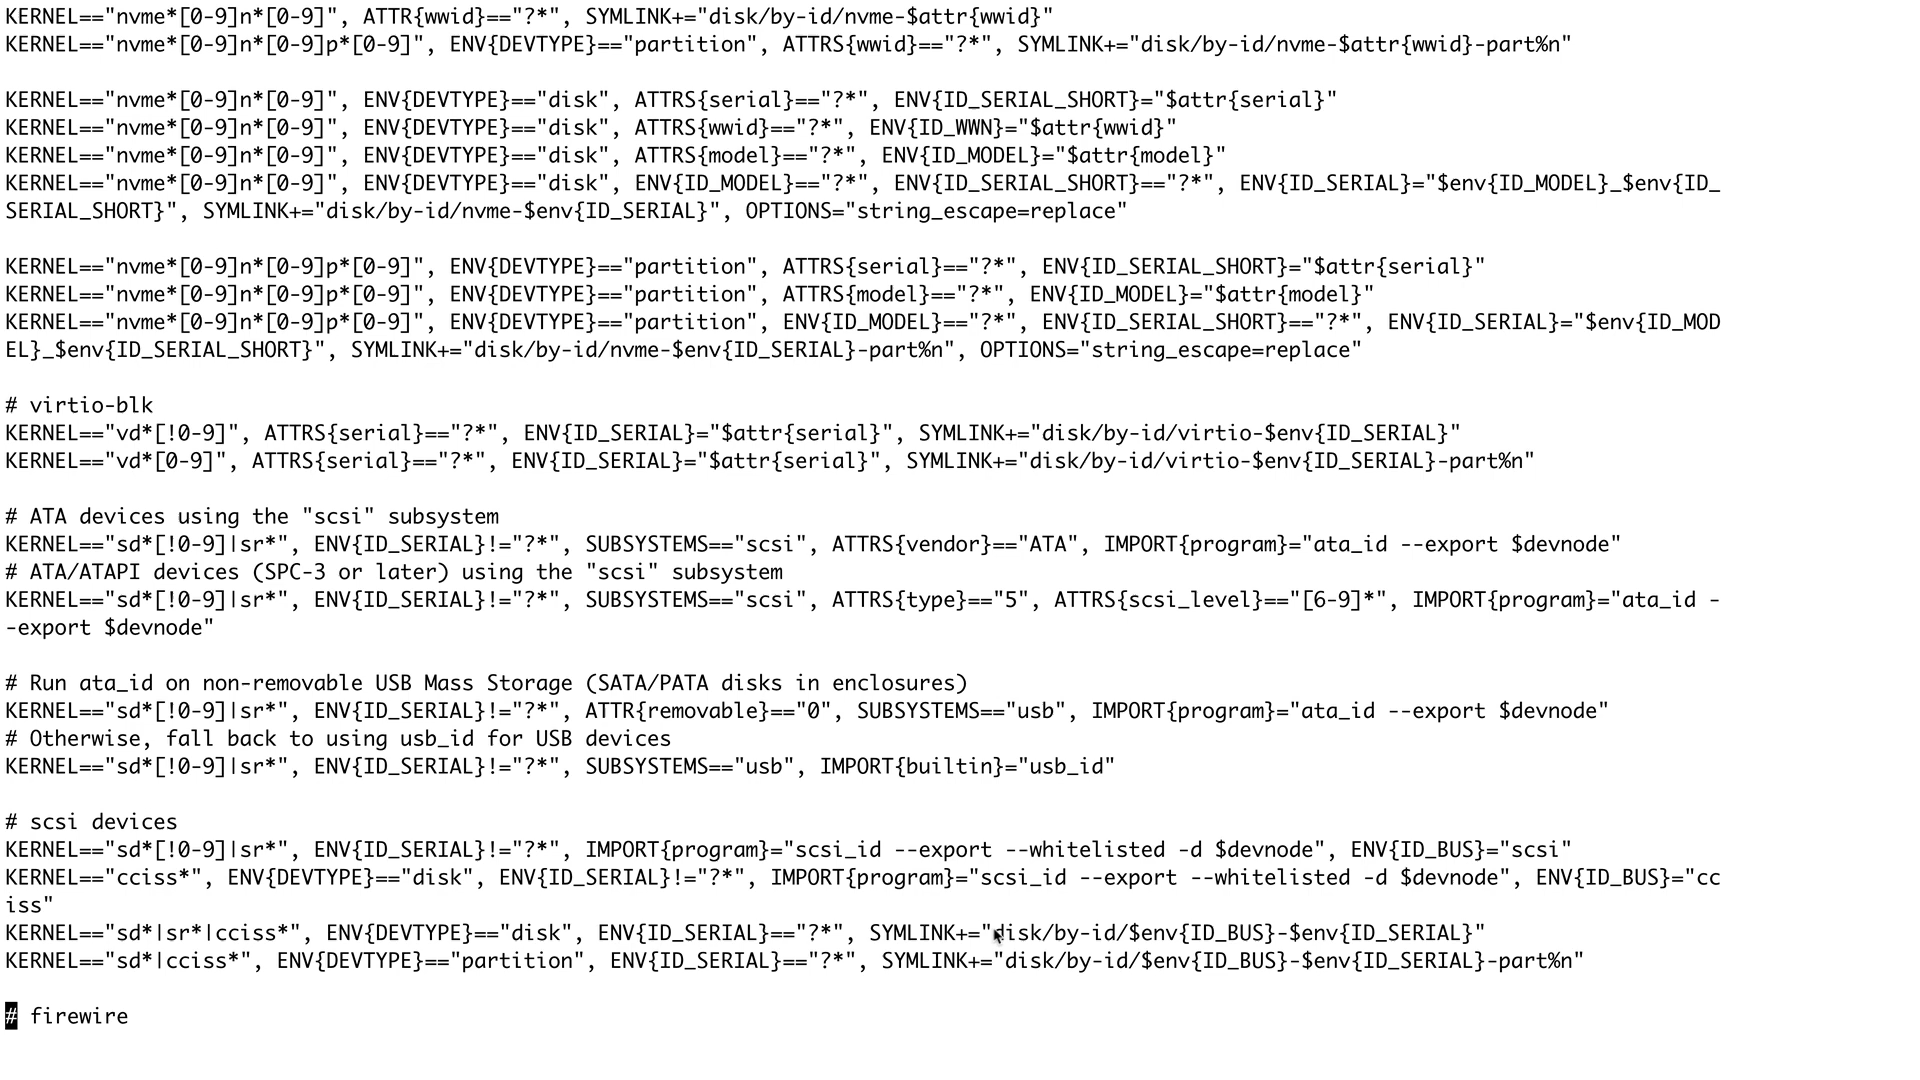 KERNEL=="nvme*[0-9]n*[0-9]", ATTR{wwid}=="?*", SYMLINK+="disk/by-id/nvme-$attr{wwid}"
KERNEL=="nvme*[0-9]n*[0-9]p*[0-9]", ENV{DEVTYPE}=="partition", ATTRS{wwid}=="?*", SYMLINK+="disk/by-id/nvme-$attr{wwid}-part%n"
KERNEL=="nvme*[0-9]n*[0-9]", ENV{DEVTYPE}=="disk", ATTRS{serial}=="?*", ENV{ID_SERIAL_SHORT}="$attr{serial}"
KERNEL=="nvme*[0-9]n*[0-9]", ENV{DEVTYPE}=="disk", ATTRS{wwid}=="?*", ENV{ID_WWN}="$attr{wwid}"
KERNEL=="nvme*[0-9]n*[0-9]", ENV{DEVTYPE}=="disk", ATTRS{model}=="?*", ENV{ID_MODEL}="$attr{model}"
KERNEL=="nvme*[0-9]n*[0-9]", ENV{DEVTYPE}=="disk", ENV{ID_MODEL}=="?*", ENV{ID_SERIAL_SHORT}=="?*", ENV{ID_SERIAL}="$env{ID_MODEL}_$env{ID_
SERIAL_SHORT}", SYMLINK+="disk/by-id/nvme-$env{ID_SERIAL}", OPTIONS="string_escape=replace"
KERNEL=="nvme*[0-9]n*[0-9]p*[0-9]", ENV{DEVTYPE}=="partition", ATTRS{serial}=="?*", ENV{ID_SERIAL_SHORT}="$attr{serial}"
KERNEL=="nvme*[0-9]n*[0-9]p*[0-9]", ENV{DEVTYPE}=="partition", ATTRS{model}=="?*", ENV{ID_MODEL}="$attr{model}"
KERNEL=="nvme*[0-9]n*[0-9]p*[0-9]", ENV{DEVTYPE}=="partition", ENV{ID_MODEL}=="?*", ENV{ID_SERIAL_SHORT}=="?*", ENV{ID_SERIAL}="$env{ID_MOD
EL}_$env{ID_SERIAL_SHORT}", SYMLINK+="disk/by-id/nvme-$env{ID_SERIAL}-part%n", OPTIONS="string_escape=replace"
# virtio-blk
KERNEL=="vd*[!0-9]", ATTRS{serial}=="?*", ENV{ID_SERIAL}="$attr{serial}", SYMLINK+="disk/by-id/virtio-$env{ID_SERIAL}"
KERNEL=="vd*[0-9]", ATTRS{serial}=="?*", ENV{ID_SERIAL}="$attr{serial}", SYMLINK+="disk/by-id/virtio-$env{ID_SERIAL}-part%n"
# ATA devices using the "scsi" subsystem
KERNEL=="sd*[!0-9]|sr*", ENV{ID_SERIAL}!="?*", SUBSYSTEMS=="scsi", ATTRS{vendor}=="ATA", IMPORT{program}="ata_id --export $devnode"
# ATA/ATAPI devices (SPC-3 or later) using the "scsi" subsystem
KERNEL=="sd*[!0-9]|sr*", ENV{ID_SERIAL}!="?*", SUBSYSTEMS=="scsi", ATTRS{type}=="5", ATTRS{scsi_level}=="[6-9]*", IMPORT{program}="ata_id -
-export $devnode"
# Run ata_id on non-removable USB Mass Storage (SATA/PATA disks in enclosures)
KERNEL=="sd*[!0-9]|sr*", ENV{ID_SERIAL}!="?*", ATTR{removable}=="0", SUBSYSTEMS=="usb", IMPORT{program}="ata_id --export $devnode"
# Otherwise, fall back to using usb_id for USB devices
KERNEL=="sd*[!0-9]|sr*", ENV{ID_SERIAL}!="?*", SUBSYSTEMS=="usb", IMPORT{builtin}="usb_id"
# scsi devices
KERNEL=="sd*[!0-9]|sr*", ENV{ID_SERIAL}!="?*", IMPORT{program}="scsi_id --export --whitelisted -d $devnode", ENV{ID_BUS}="scsi"
KERNEL=="cciss*", ENV{DEVTYPE}=="disk", ENV{ID_SERIAL}!="?*", IMPORT{program}="scsi_id --export --whitelisted -d $devnode", ENV{ID_BUS}="cc
iss"
KERNEL=="sd*|sr*|cciss*", ENV{DEVTYPE}=="disk", ENV{ID_SERIAL}=="?*", SYMLINK+="disk/by-id/$env{ID_BUS}-$env{ID_SERIAL}"
KERNEL=="sd*|cciss*", ENV{DEVTYPE}=="partition", ENV{ID_SERIAL}=="?*", SYMLINK+="disk/by-id/$env{ID_BUS}-$env{ID_SERIAL}-part%n"
# firewire